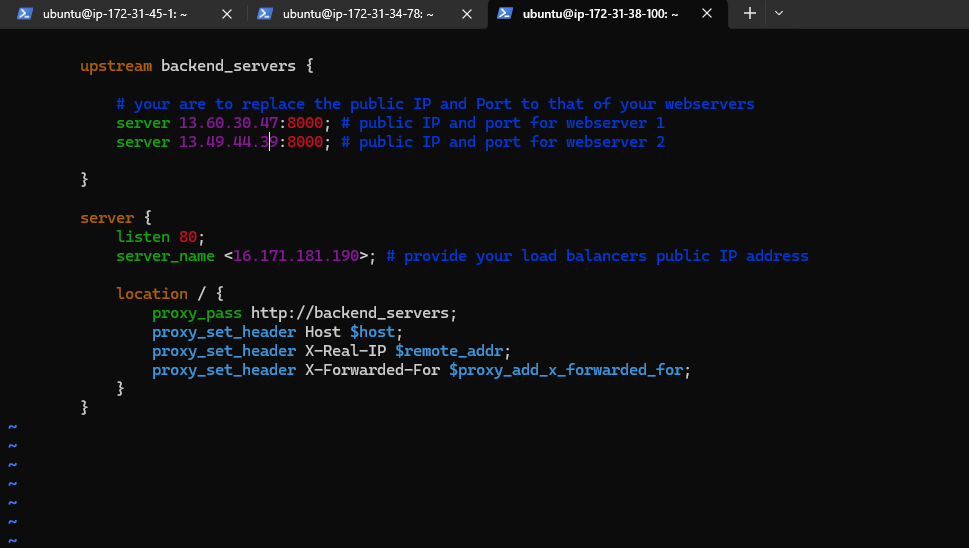 ubuntu@ip-172-31-45-1: ~
ubuntu@ip-172-31-34-78: ~
ubuntu@ip-172-31-38-100: ~
upstream backend_servers {
# your are to replace the public IP and Port to that of your webservers
server 13.60.30.47:8000; # public IP and port for webserver 1
server 13.49.44.39:8000; # public IP and port for webserver 2
}
server {
listen 80;
server_name <16.171.181.190>; # provide your load balancers public IP address
location / {
proxy_pass http://backend_servers;
proxy_set_header Host $host;
proxy_set_header X-Real-IP $remote_addr;
proxy_set_header X-Forwarded-For $proxy_add_x_forwarded_for;
}
}
~
~
~
~
~
~
~